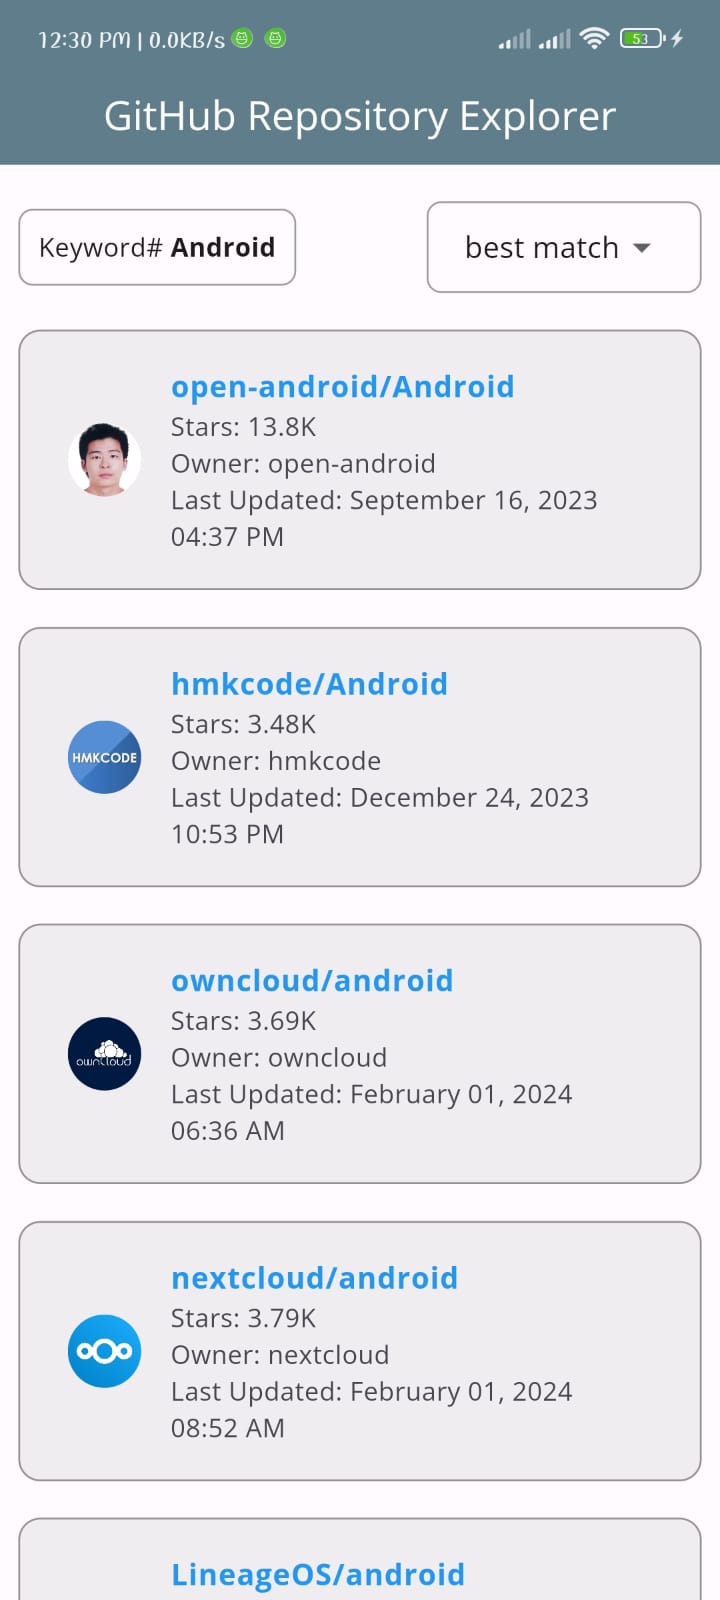 12:30 PM | 0.0KB/s
53
GitHub Repository Explorer
Keyword# Android
best match
open-android/Android
Stars: 13.8K
Owner: open-android
Last Updated: September 16, 2023
04:37 PM
hmkcode/Android
HMKCODE
Stars: 3.48K
Owner: hmkcode
Last Updated: December 24, 2023
10:53 PM
owncloud/android
ownCloud
Stars: 3.69K
Owner: owncloud
Last Updated: February 01, 2024
06:36 AM
nextcloud/android
Stars: 3.79K
Owner: nextcloud
Last Updated: February 01, 2024
08:52 AM
LineageOS/android